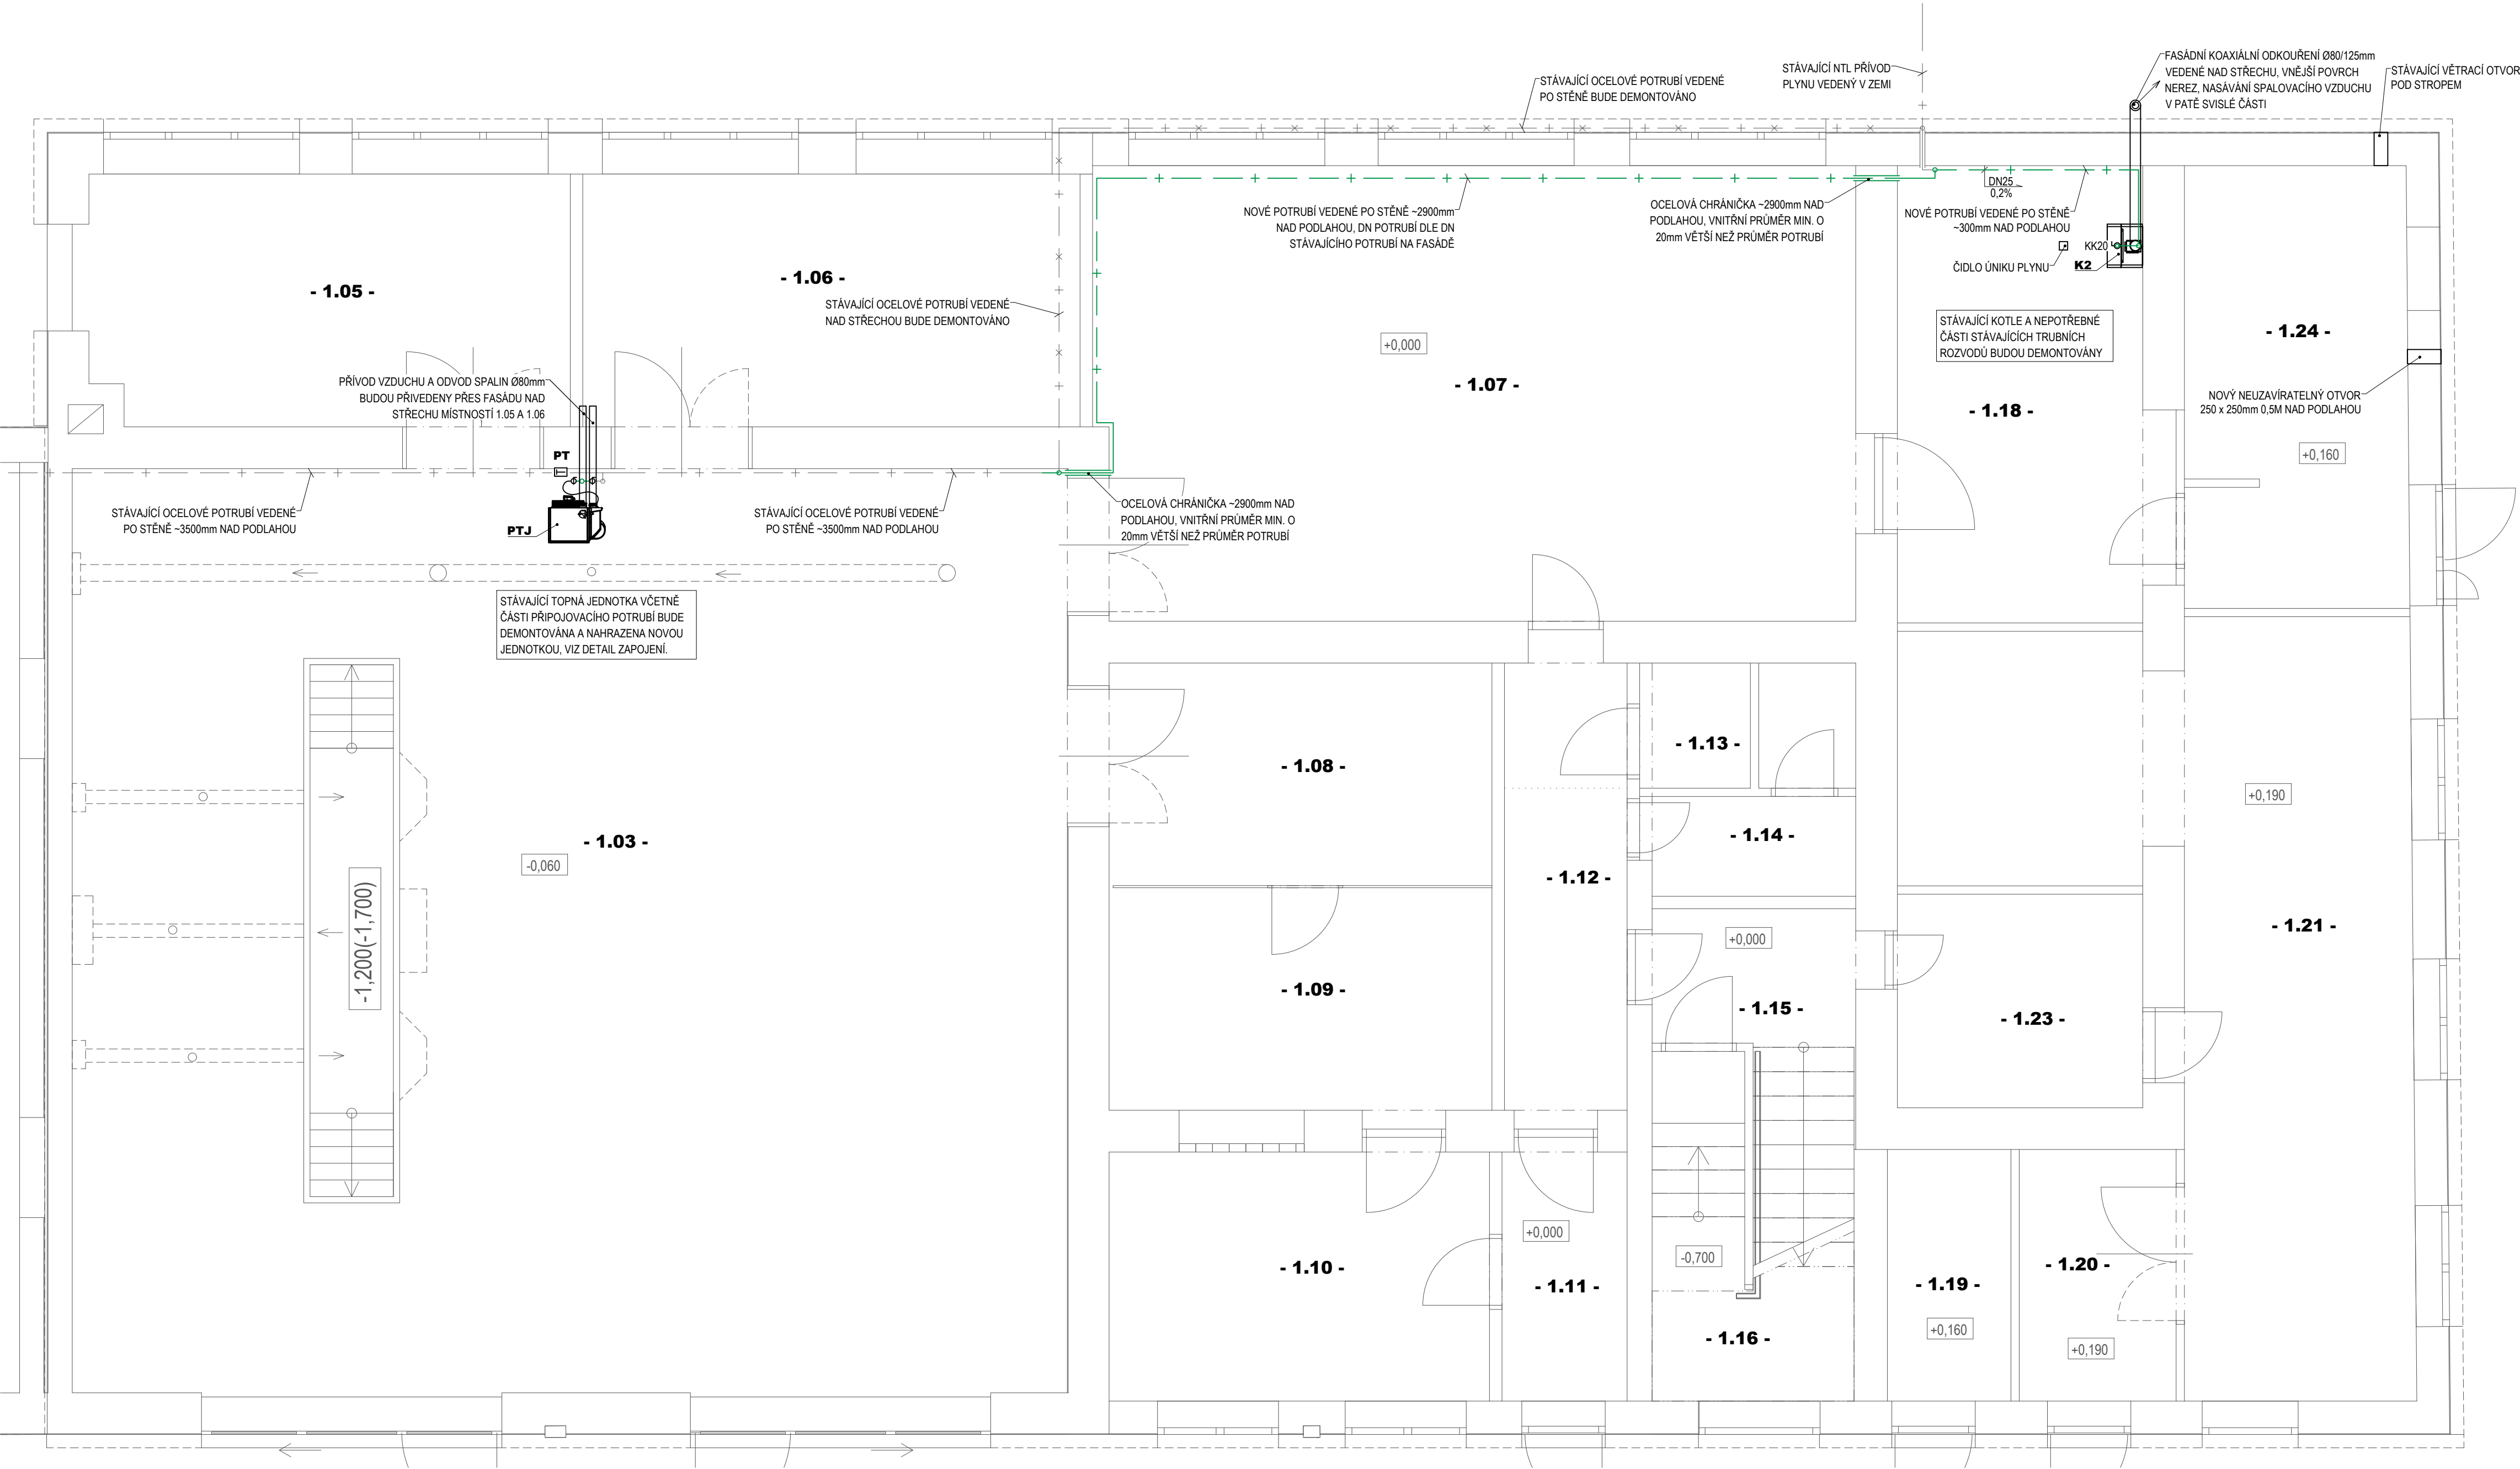 FASÁDNÍ KOAXIÁLNÍ ODKOUŘENÍ Ø80/125mm
VEDENÉ NAD STŘECHU, VNĚJŠÍ POVRCH
NEREZ, NASÁVÁNÍ SPALOVACÍHO VZDUCHU
V PATĚ SVISLÉ ČÁSTI
STÁVAJÍCÍ VĚTRACÍ OTVOR
POD STROPEM
STÁVAJÍCÍ NTL PŘÍVOD
PLYNU VEDENÝ V ZEMI
STÁVAJÍCÍ OCELOVÉ POTRUBÍ VEDENÉ
PO STĚNĚ BUDE DEMONTOVÁNO
NOVÉ POTRUBÍ VEDENÉ PO STĚNĚ ~2900mm
NAD PODLAHOU, DN POTRUBÍ DLE DN
STÁVAJÍCÍHO POTRUBÍ NA FASÁDĚ
OCELOVÁ CHRÁNIČKA ~2900mm NAD
PODLAHOU, VNITŘNÍ PRŮMĚR MIN. O
20mm VĚTŠÍ NEŽ PRŮMĚR POTRUBÍ
DN25
0,2%
NOVÉ POTRUBÍ VEDENÉ PO STĚNĚ
~300mm NAD PODLAHOU
KK20
ČIDLO ÚNIKU PLYNU
K2
- 1.05 -
- 1.06 -
STÁVAJÍCÍ OCELOVÉ POTRUBÍ VEDENÉ
NAD STŘECHOU BUDE DEMONTOVÁNO
+0,000
- 1.07 -
STÁVAJÍCÍ KOTLE A NEPOTŘEBNÉ
ČÁSTI STÁVAJÍCÍCH TRUBNÍCH
ROZVODŮ BUDOU DEMONTOVÁNY
- 1.18 -
- 1.24 -
NOVÝ NEUZAVÍRATELNÝ OTVOR
250 x 250mm 0,5M NAD PODLAHOU
+0,160
PŘÍVOD VZDUCHU A ODVOD SPALIN Ø80mm
BUDOU PŘIVEDENY PŘES FASÁDU NAD
STŘECHU MÍSTNOSTÍ 1.05 A 1.06
PT
STÁVAJÍCÍ OCELOVÉ POTRUBÍ VEDENÉ
PO STĚNĚ ~3500mm NAD PODLAHOU
PTJ
STÁVAJÍCÍ OCELOVÉ POTRUBÍ VEDENÉ
PO STĚNĚ ~3500mm NAD PODLAHOU
OCELOVÁ CHRÁNIČKA ~2900mm NAD
PODLAHOU, VNITŘNÍ PRŮMĚR MIN. O
20mm VĚTŠÍ NEŽ PRŮMĚR POTRUBÍ
STÁVAJÍCÍ TOPNÁ JEDNOTKA VČETNĚ
ČÁSTI PŘIPOJOVACÍHO POTRUBÍ BUDE
DEMONTOVÁNA A NAHRAZENA NOVOU
JEDNOTKOU, VIZ DETAIL ZAPOJENÍ.
- 1.03 -
-0,060
-1,200(-1,700)
- 1.08 -
- 1.09 -
- 1.12 -
- 1.13 -
- 1.14 -
+0,000
- 1.15 -
+0,190
- 1.21 -
- 1.23 -
- 1.10 -
+0,000
- 1.11 -
-0,700
- 1.16 -
- 1.19 -
+0,160
- 1.20 -
+0,190